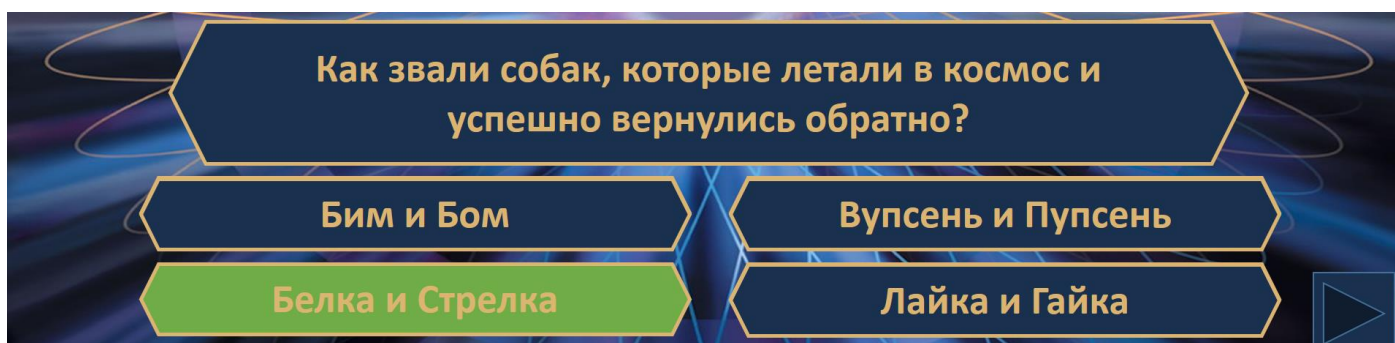 Как звали собак, которые летали в космос и
успешно вернулись обратно?
Бим и Бом
Вупсень и Пупсень
Белка и Стрелка
Лайка и Гайка